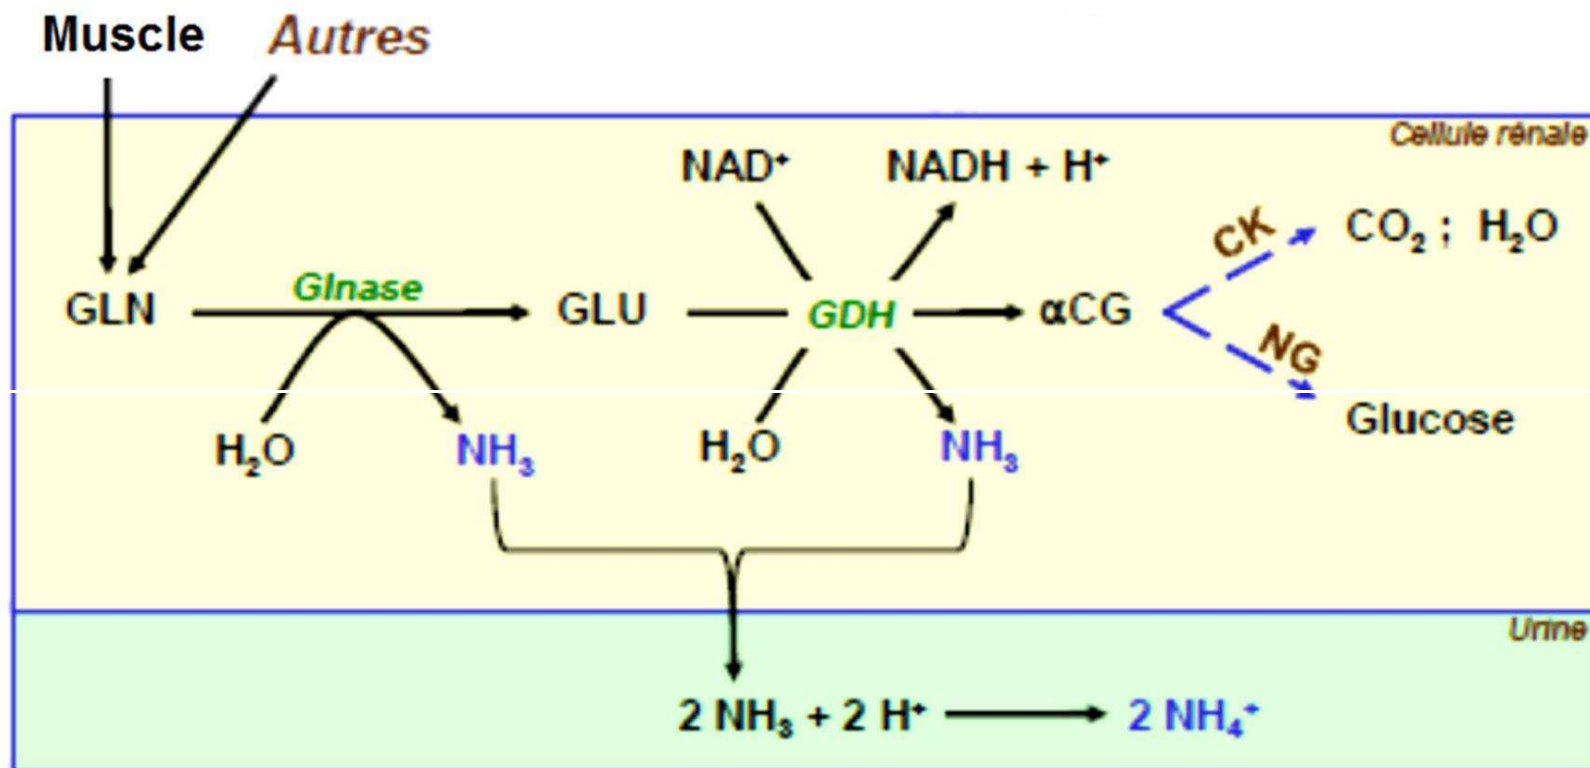 Muscle Autres
Cellule rénale
NAD⁺ NADH + H⁺
CK CO₂ ; H₂O
Glnase
GLN GLU GDH αCG
NG
Glucose
H₂O NH₃ H₂O NH₃
Urine
2 NH₃ + 2 H⁺ 2 NH₄⁺